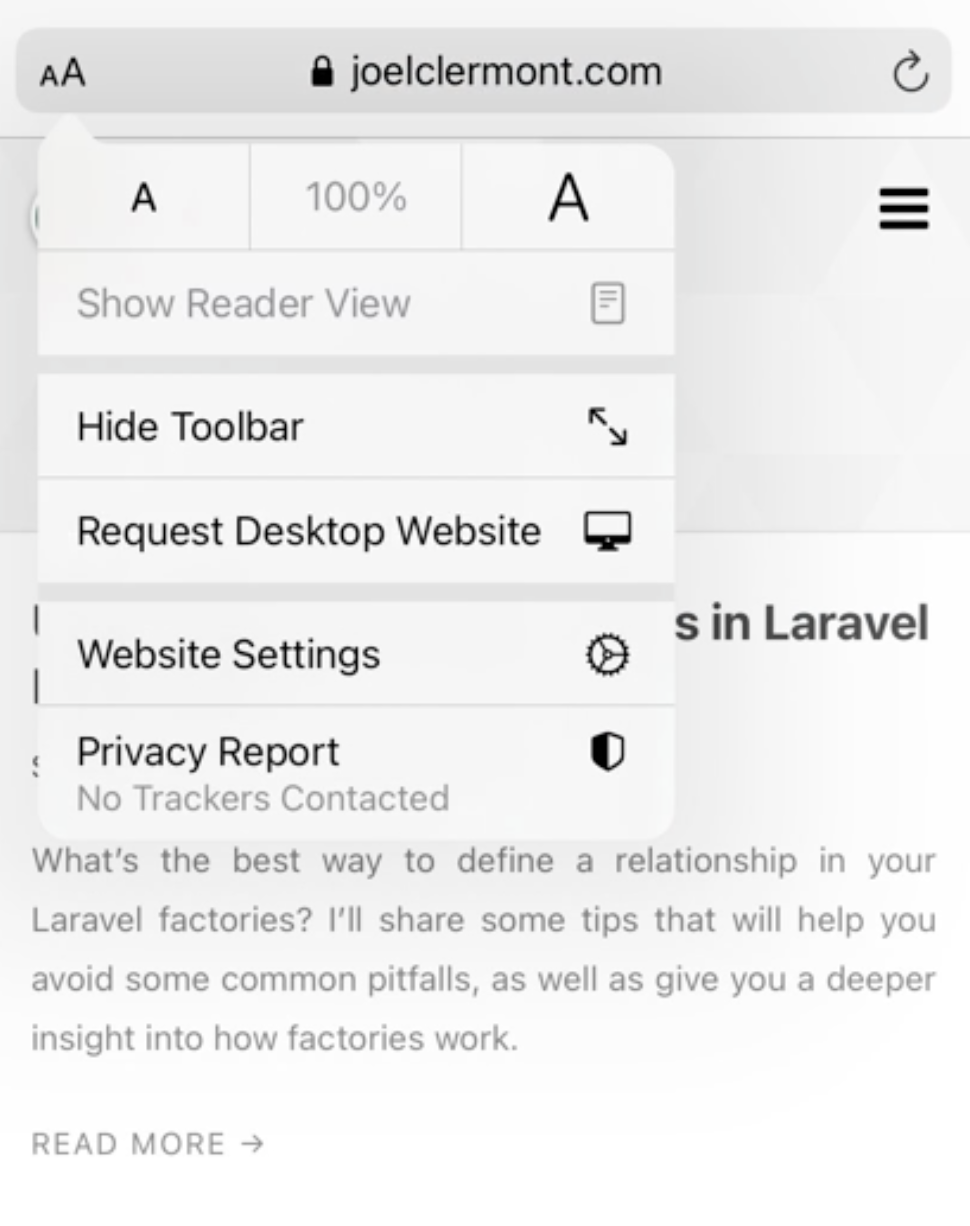 AA joelclermont.com
A 100% A
Show Reader View
Hide Toolbar
Request Desktop Website
Website Settings
s in Laravel
Privacy Report
No Trackers Contacted
What’s the best way to define a relationship in your
Laravel factories? I’ll share some tips that will help you
avoid some common pitfalls, as well as give you a deeper
insight into how factories work.
READ MORE →